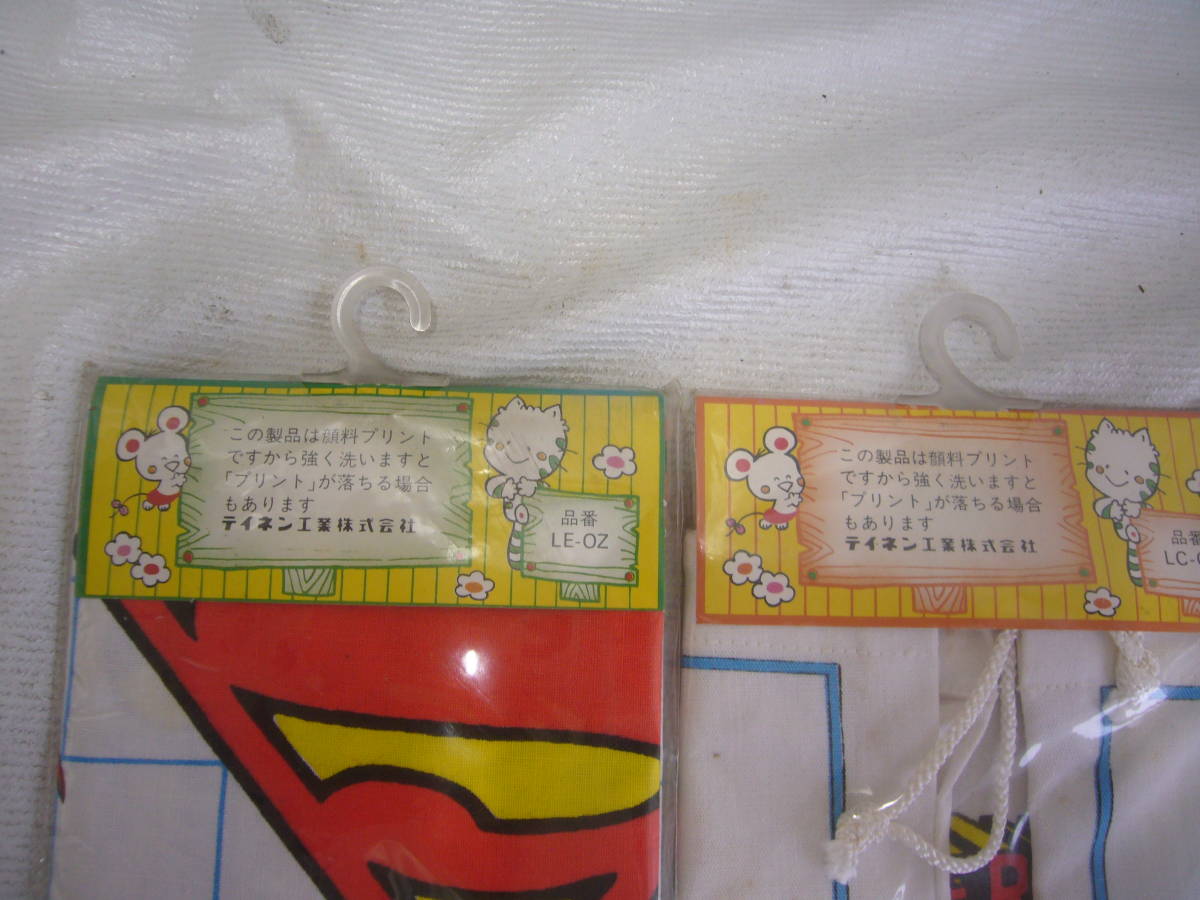 この製品は顔料プリント
ですから強く洗いますと
「プリント」が落ちる場合
もあります
テイネン工業株式会社
品番
LE-OZ
この製品は顔料プリント
ですから強く洗いますと
「プリント」が落ちる場合
もあります
テイネン工業株式会社
品番
LC-